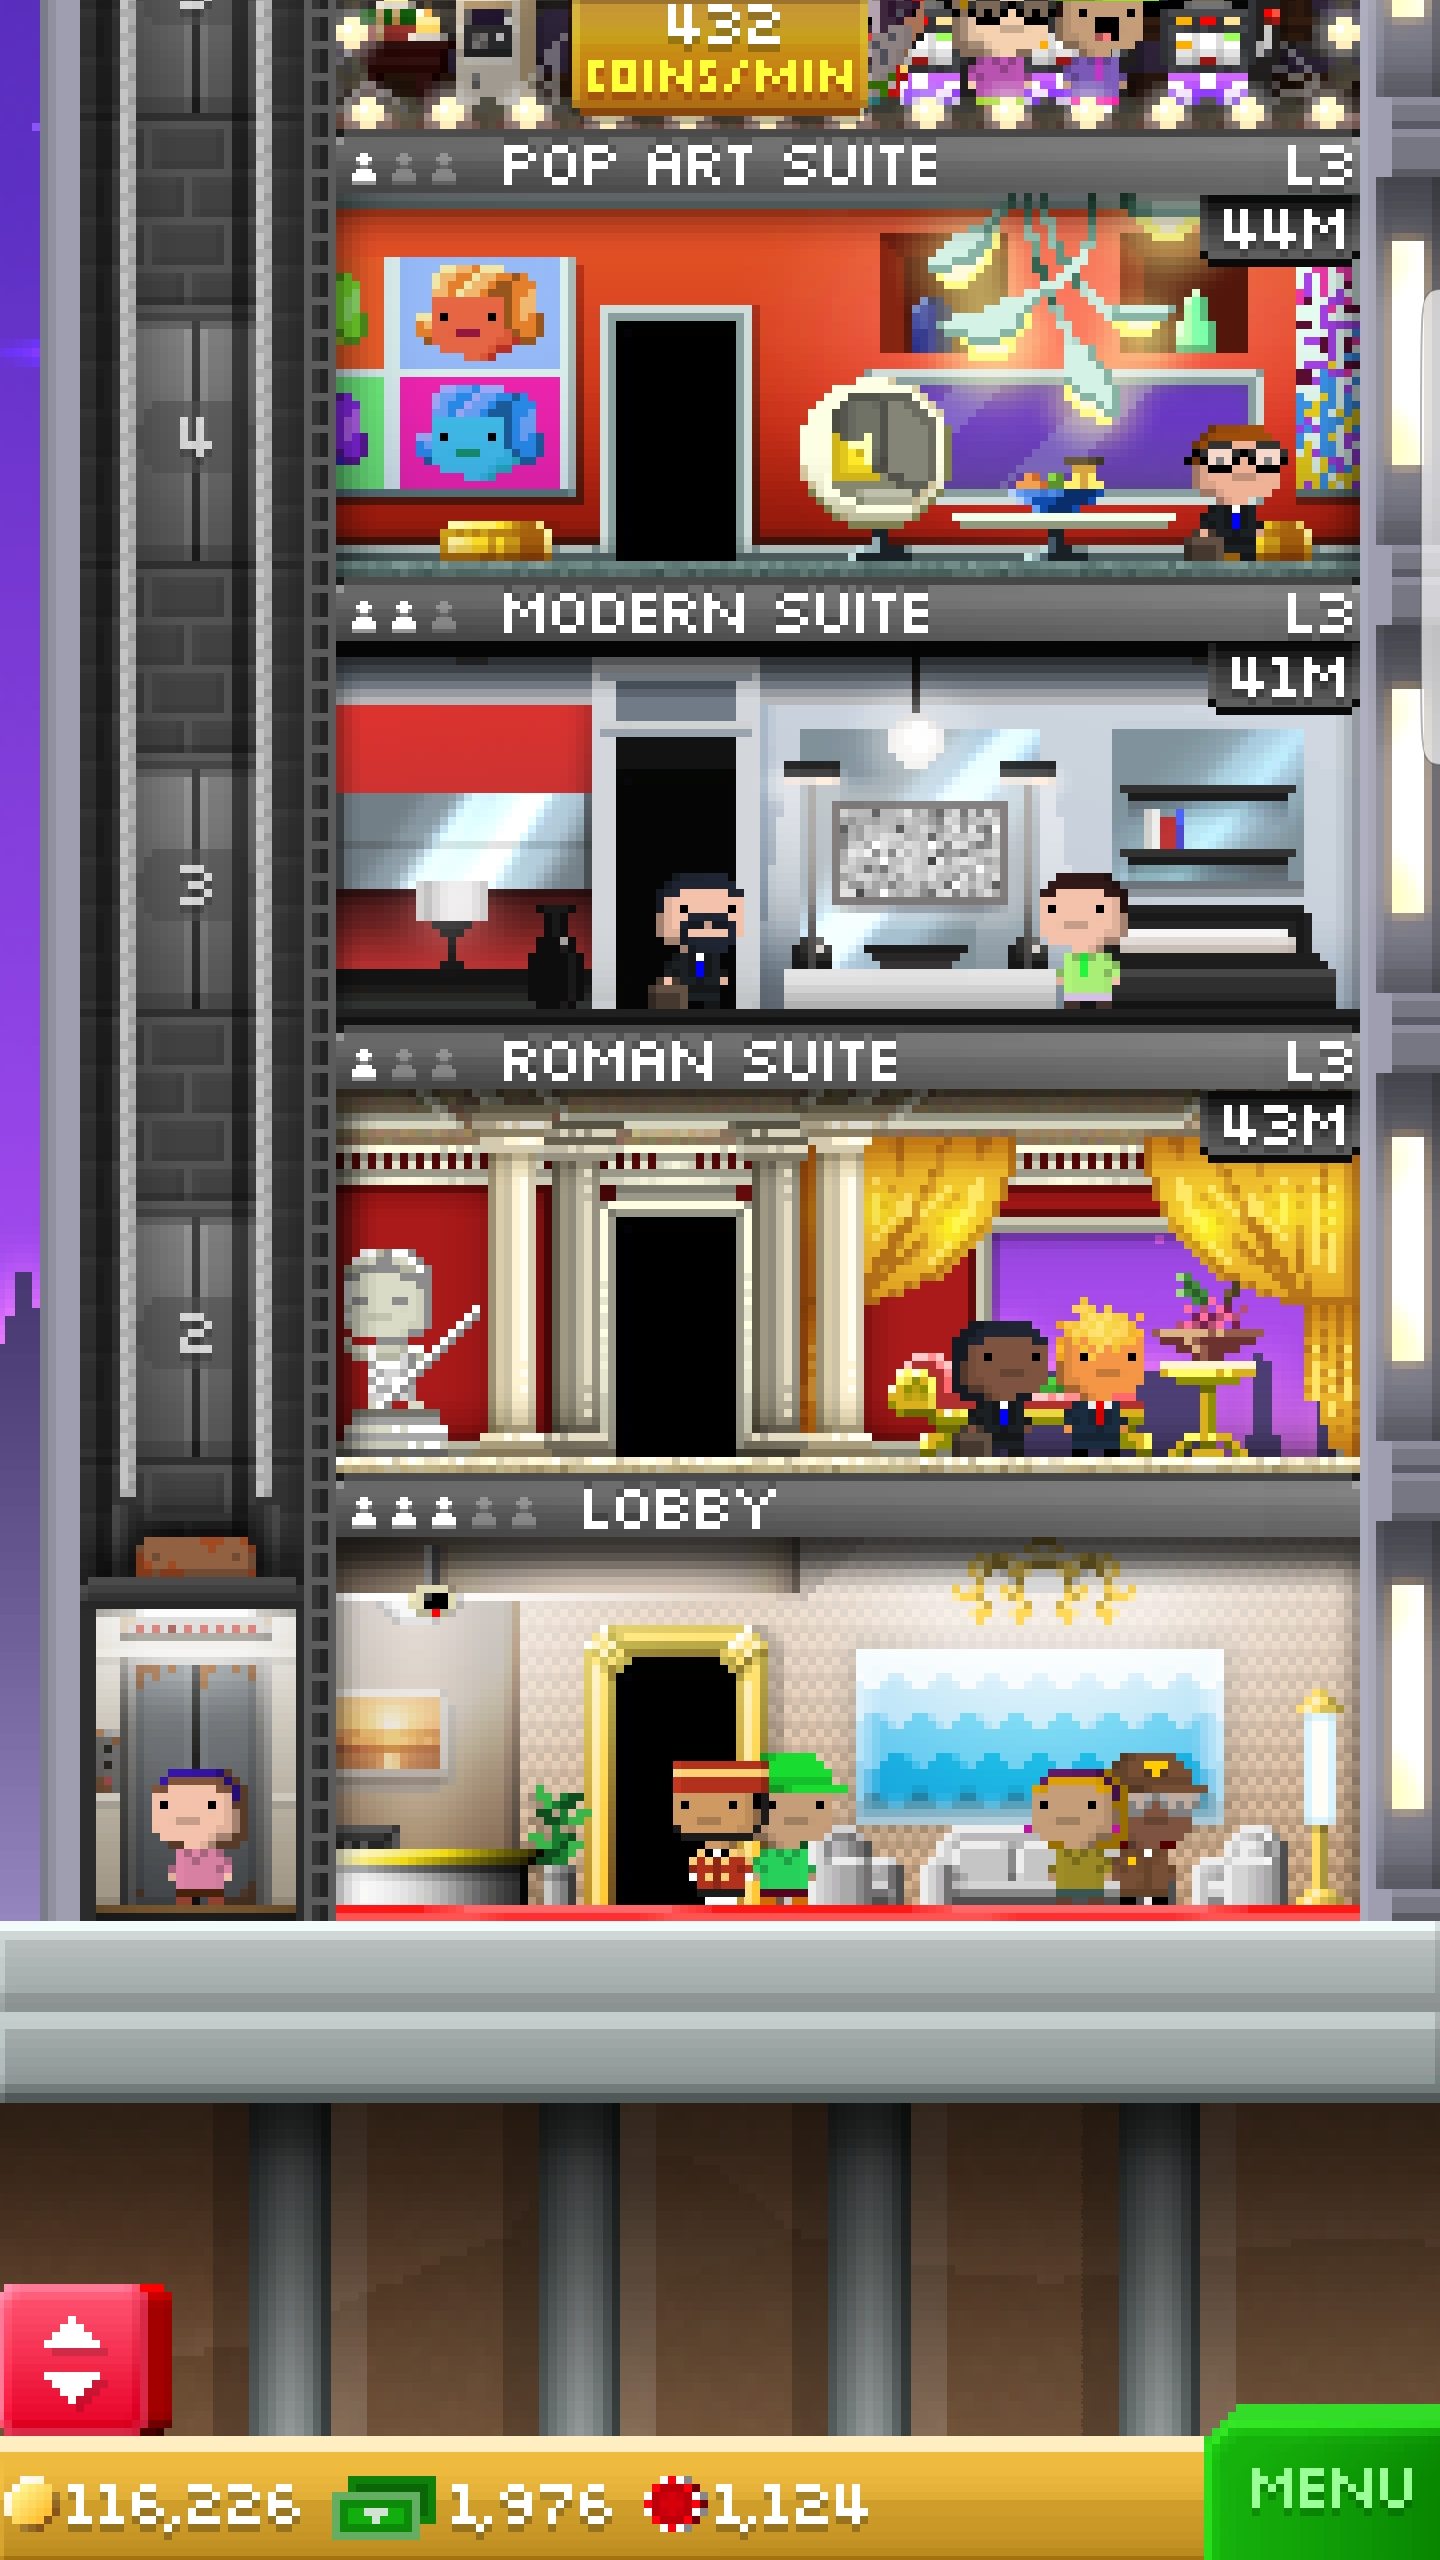 432
COINS/MIN
POP ART SUITE L3
44M
4
MODERN SUITE L3
41M
3
ROMAN SUITE L3
43M
2
LOBBY
MENU
116,226 1,976 1,124